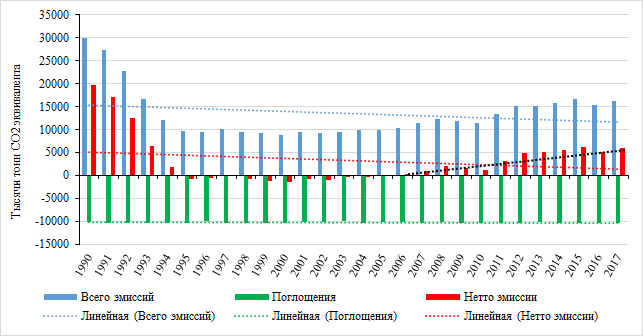 Тысячи тонн СО2 эквивалента
35000
30000
25000
20000
15000
10000
5000
0
-5000
-10000
-15000
1990 1991 1992 1993 1994 1995 1996 1997 1998 1999 2000 2001 2002 2003 2004 2005 2006 2007 2008 2009 2010 2011 2012 2013 2014 2015 2016 2017
Всего эмиссий Поглощения Нетто эмиссии
Линейная (Всего эмиссий) Линейная (Поглощения) Линейная (Нетто эмиссии)